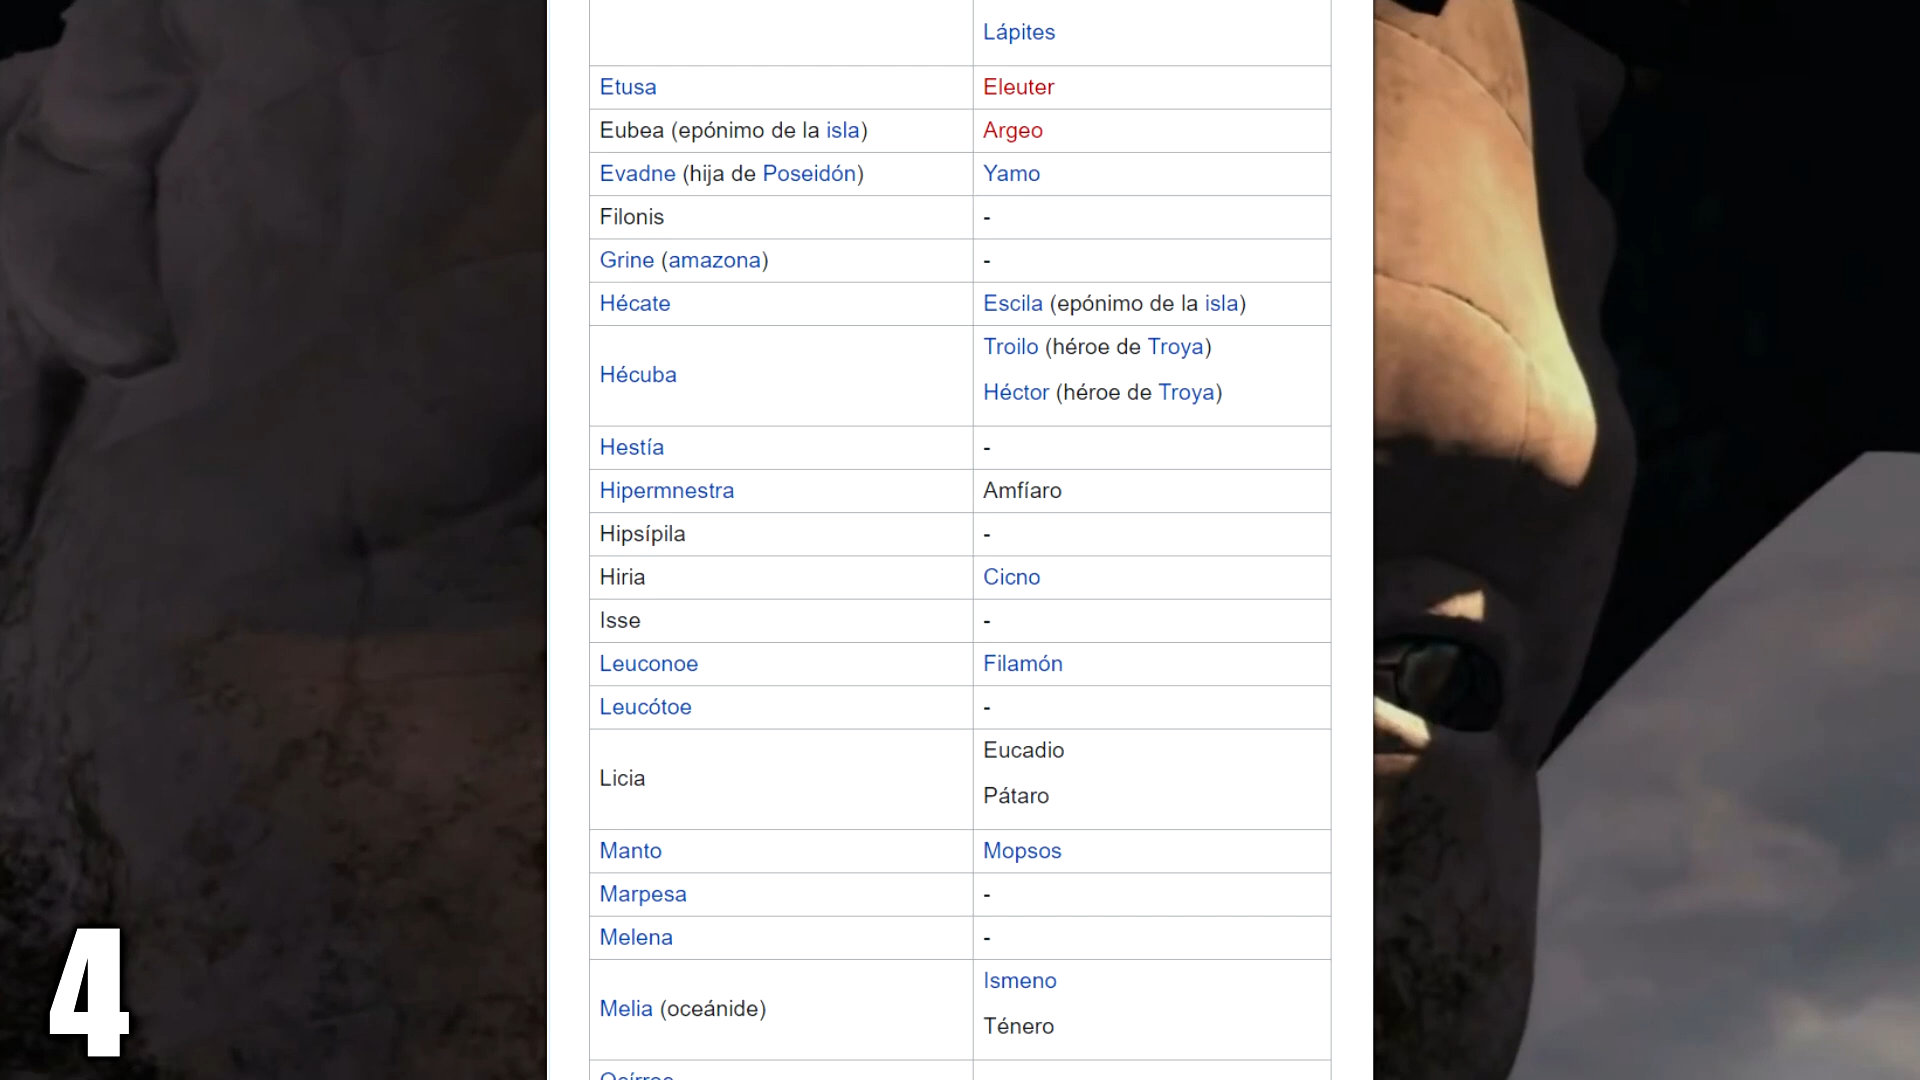 Lápites
Etusa Eleuter
Eubea (epónimo de la isla) Argeo
Evadne (hija de Poseidón) Yamo
Filonis -
Grine (amazona) -
Hécate Escila (epónimo de la isla)
Hécuba
Troilo (héroe de Troya)
Héctor (héroe de Troya)
Hestía -
Hipermnestra Amfíaro
Hipsípila -
Hiria Cicno
Isse -
Leuconoe Filamón
Leucótoe -
Licia
Eucadio
Pátaro
Manto Mopsos
Marpesa -
Melena -
Melia (oceánide)
Ismeno
Ténero
4